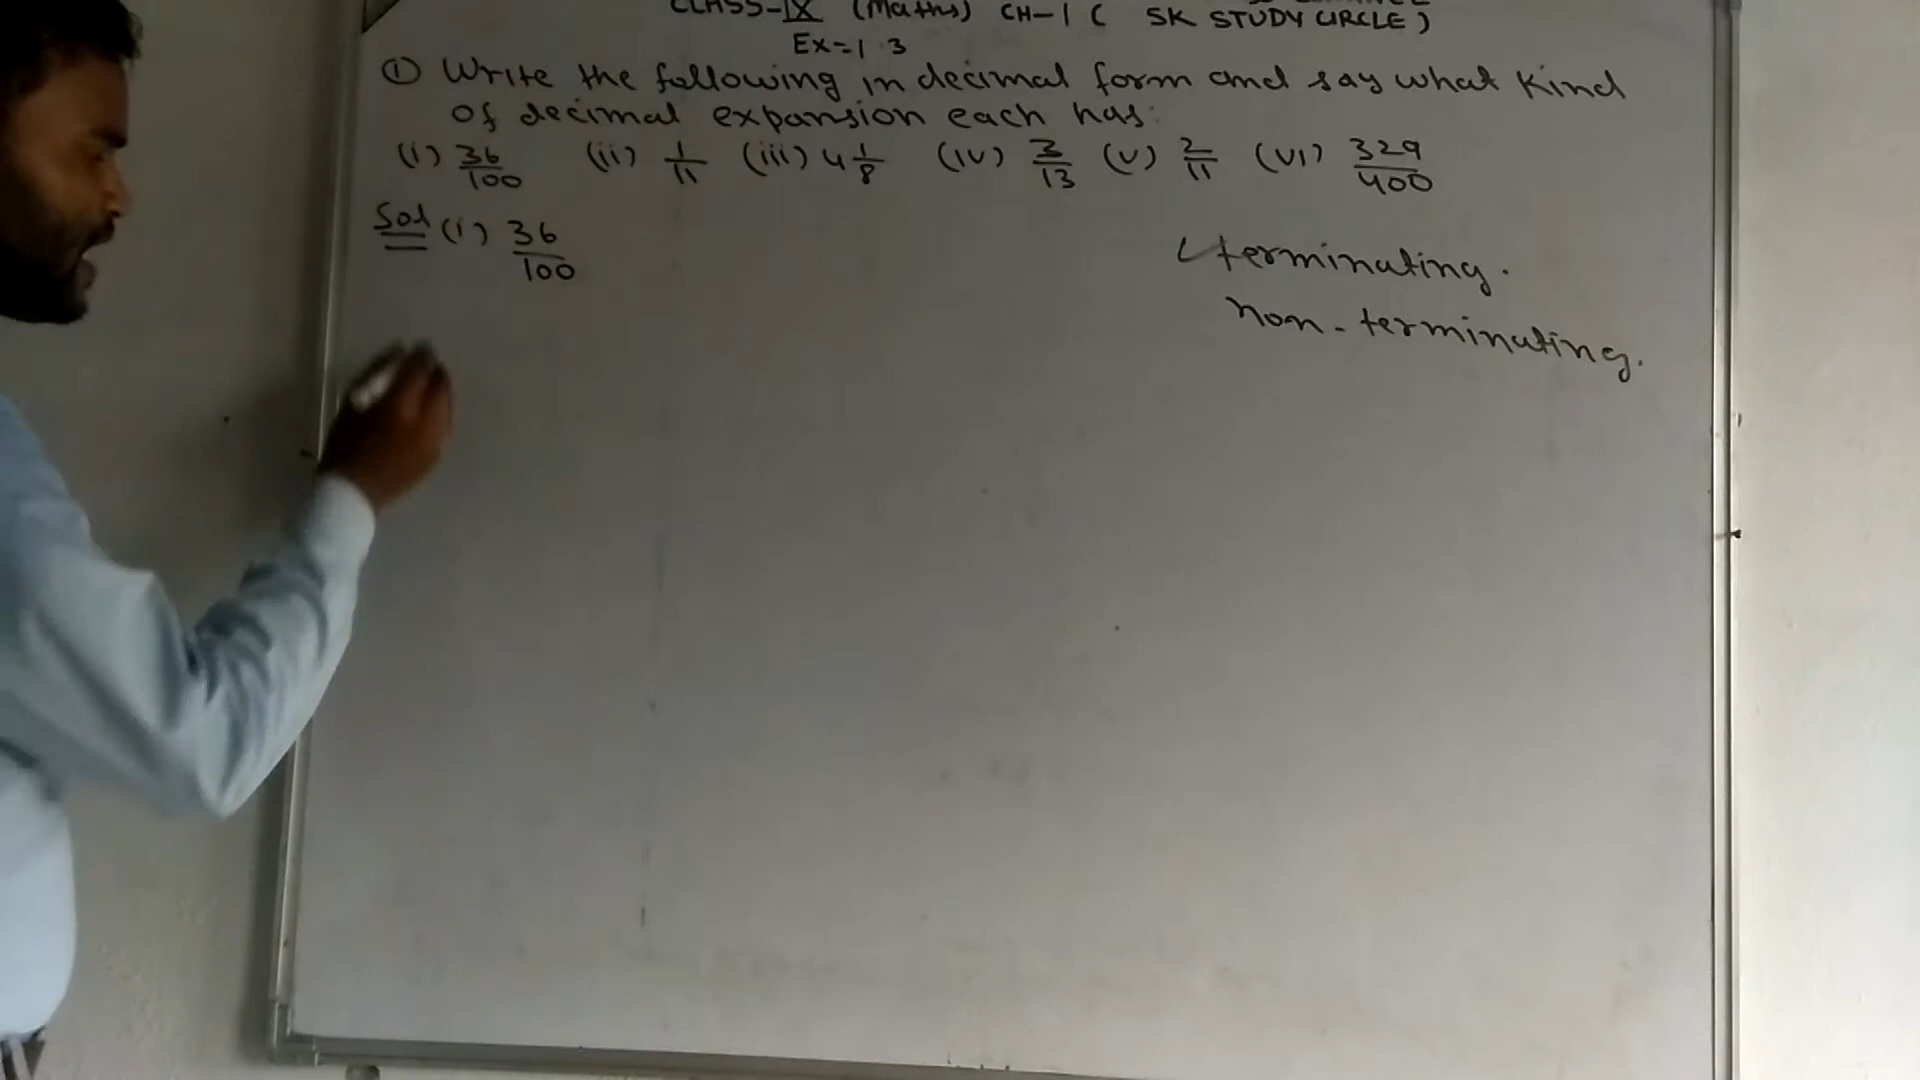 CLASS-IX (Maths) CH-1 ( SK STUDY CIRCLE )
Ex=1.3
① Write the following in decimal form and say what kind
of decimal expansion each has:
(i) 36/100 (ii) 1/11 (iii) 4 1/8 (iv) 3/13 (v) 2/11 (vi) 329/400
Sol (i) 36/100
terminating.
non-terminating.